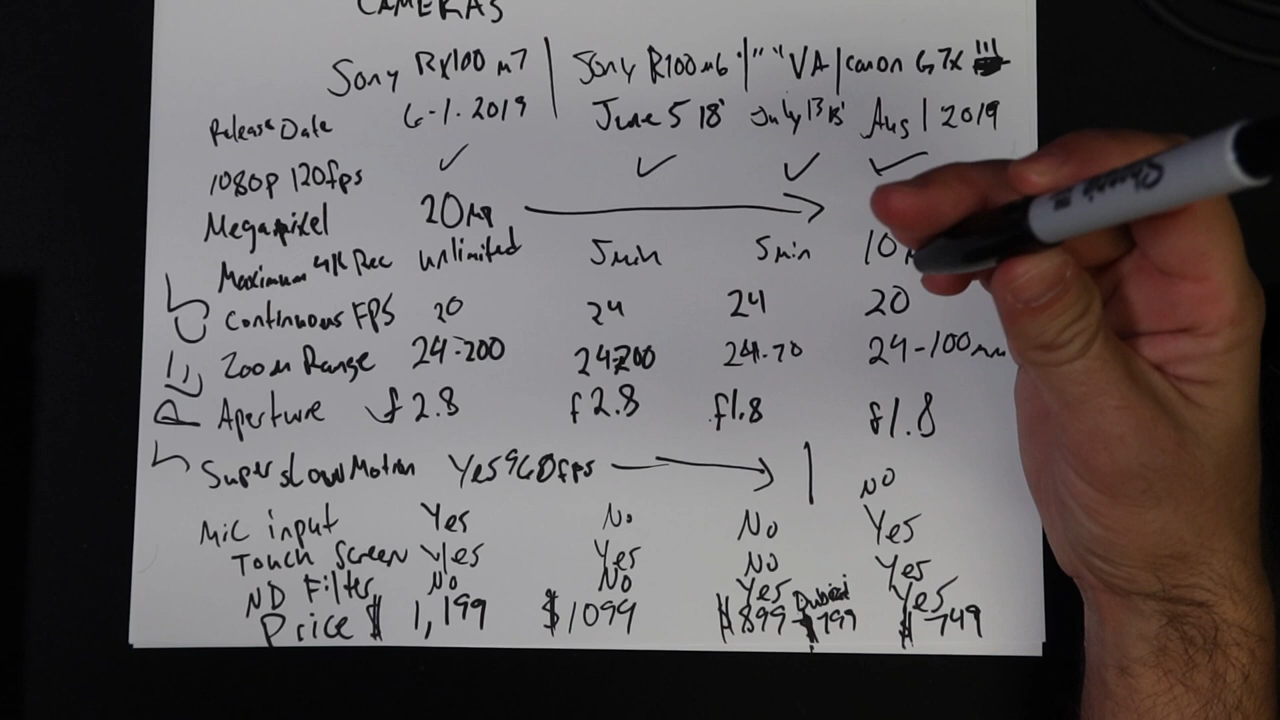 CAMERAS
Sony Rx100 m7 | Sony R100 m6 | " " VA | canon G7X III
Release Date 6-1.2019 June 5 18' July 13 18' Aug 1 2019
1080p 120fps ✓ ✓ ✓ ✓
Megapixel 20mp →
Maximum 4K Rec unlimited 5min 5min 10
Continuous FPS 20 24 24 20
Zoom Range 24-200 24-200 24-70 24-100mm
Aperture f2.8 f2.8 f1.8 f1.8
Super slow Motion Yes 960fps → | NO
Mic input Yes No No Yes
Touch Screen Yes Yes No Yes
ND Filter No No Yes Yes
Price $ 1,199 $1099 $899 $799 $749
Sharpie